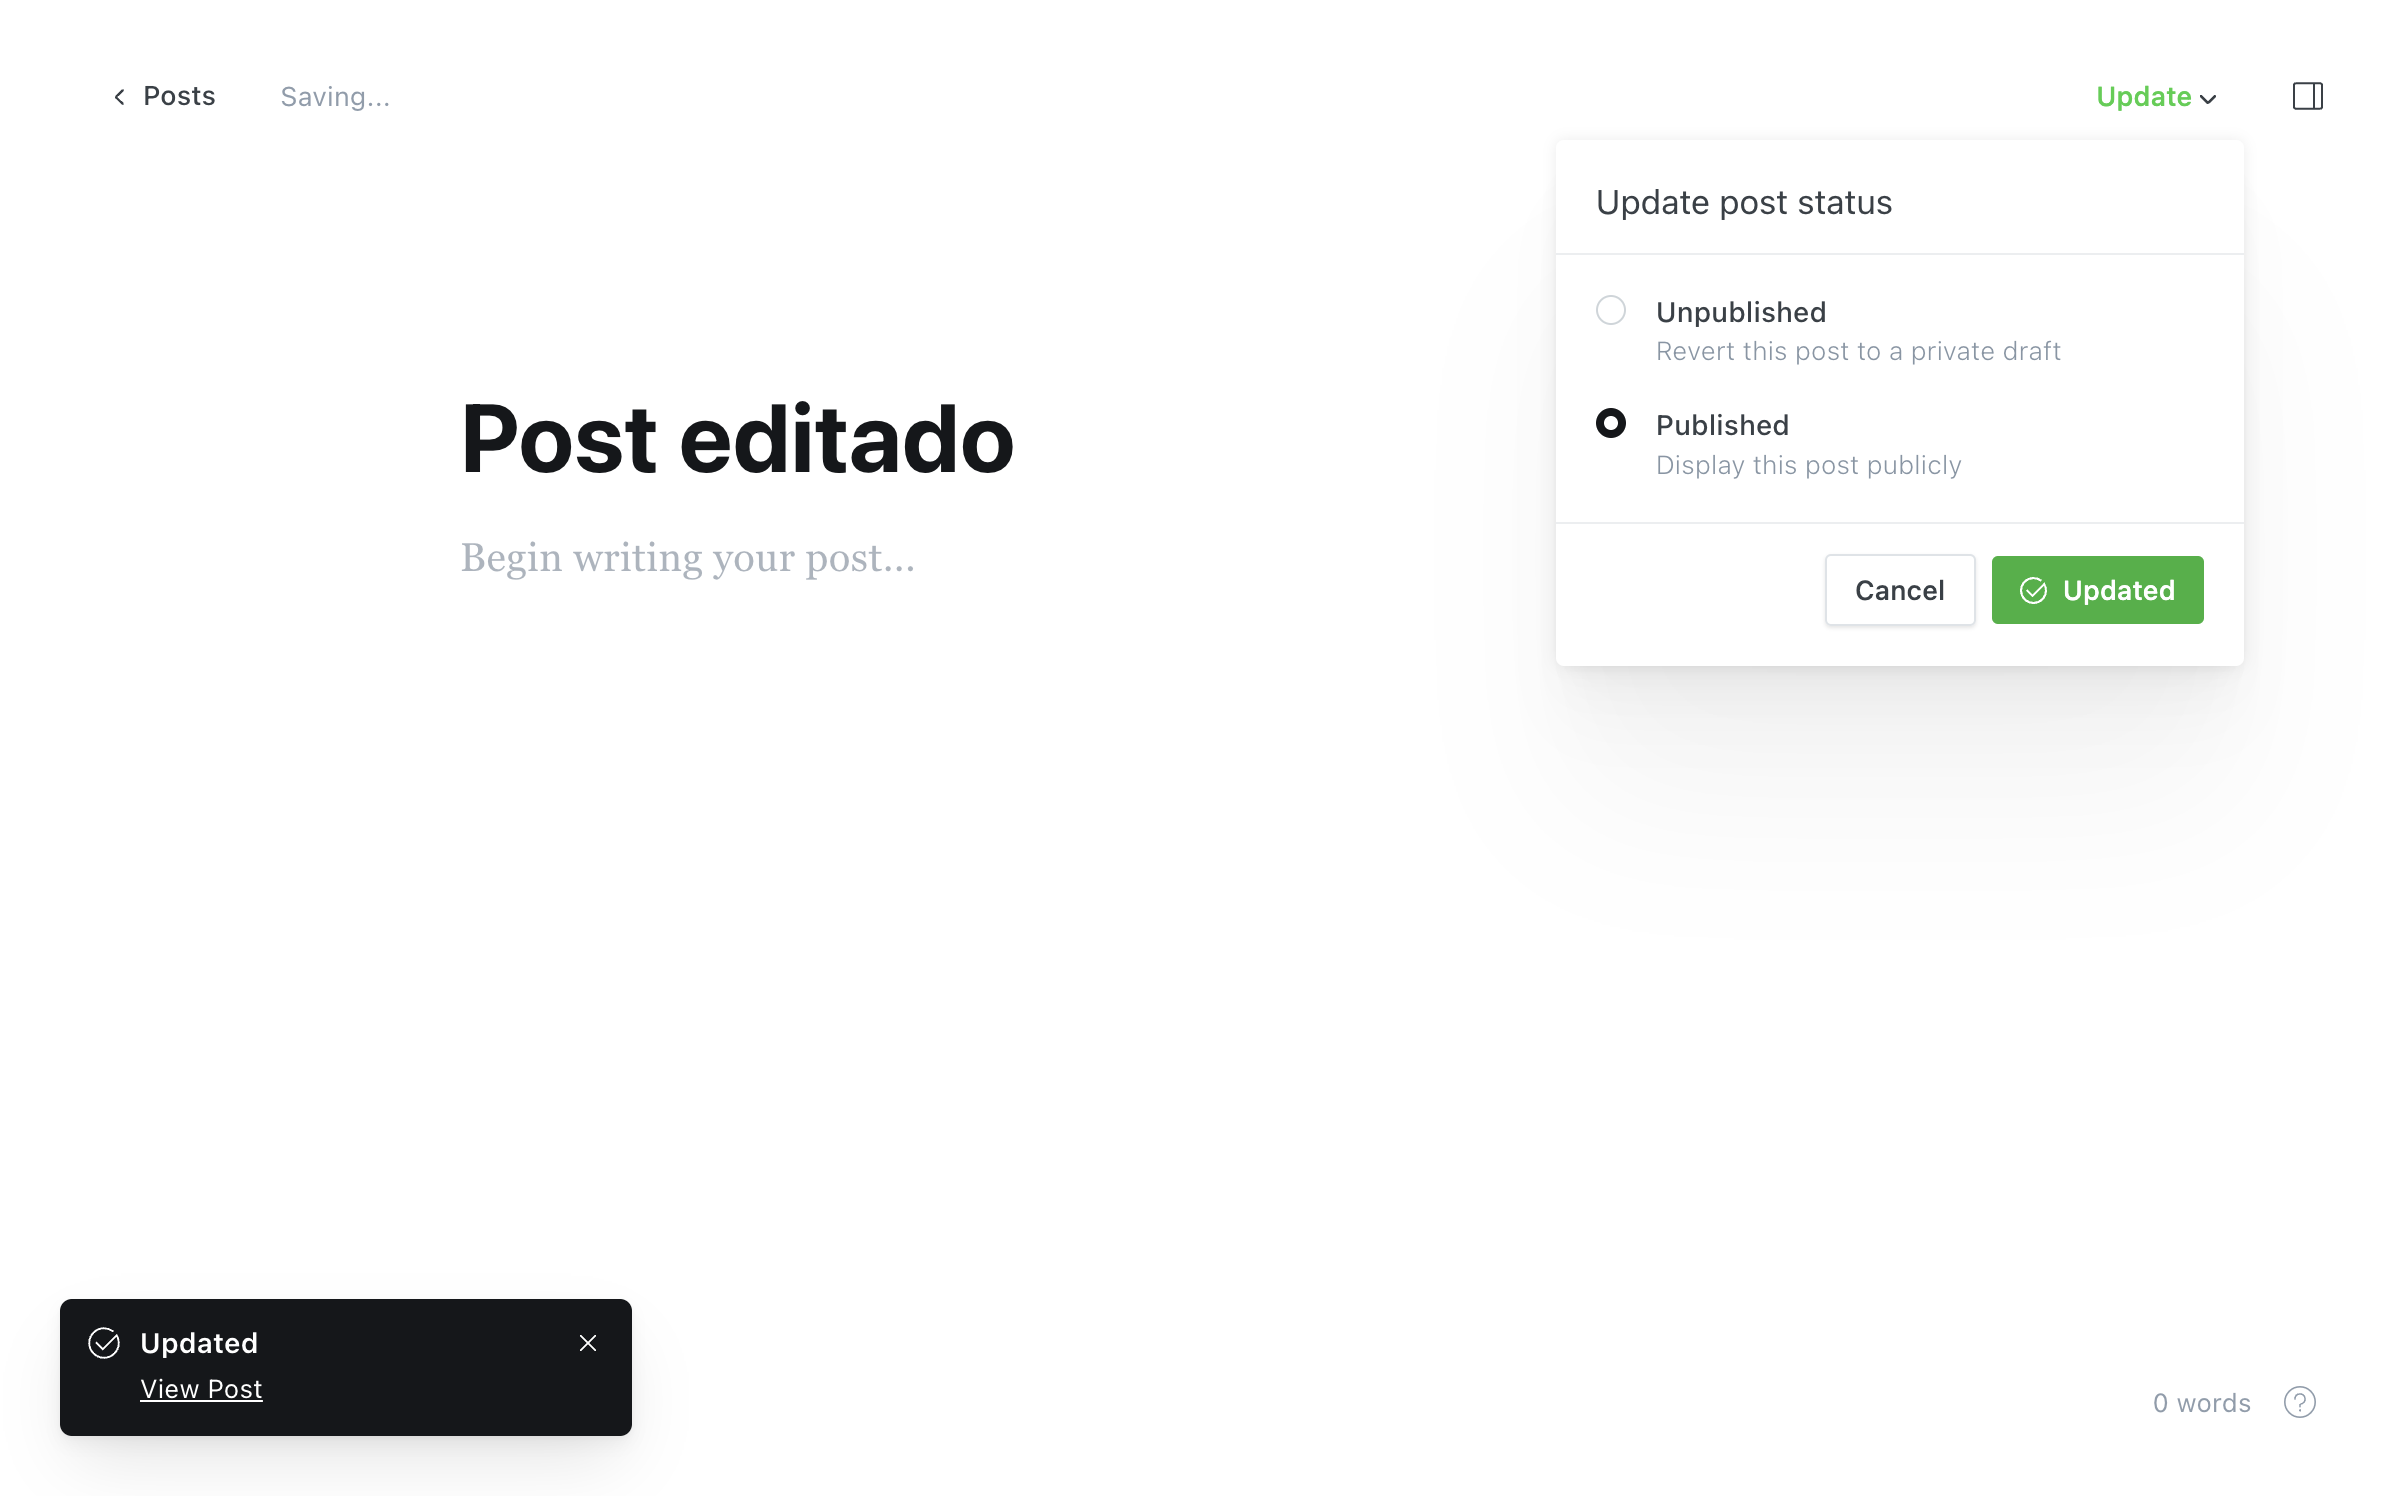 Posts
Saving...
Update
Update post status
Unpublished
Revert this post to a private draft
Published
Display this post publicly
Cancel
Updated
Post editado
Begin writing your post...
Updated
View Post
0 words
?